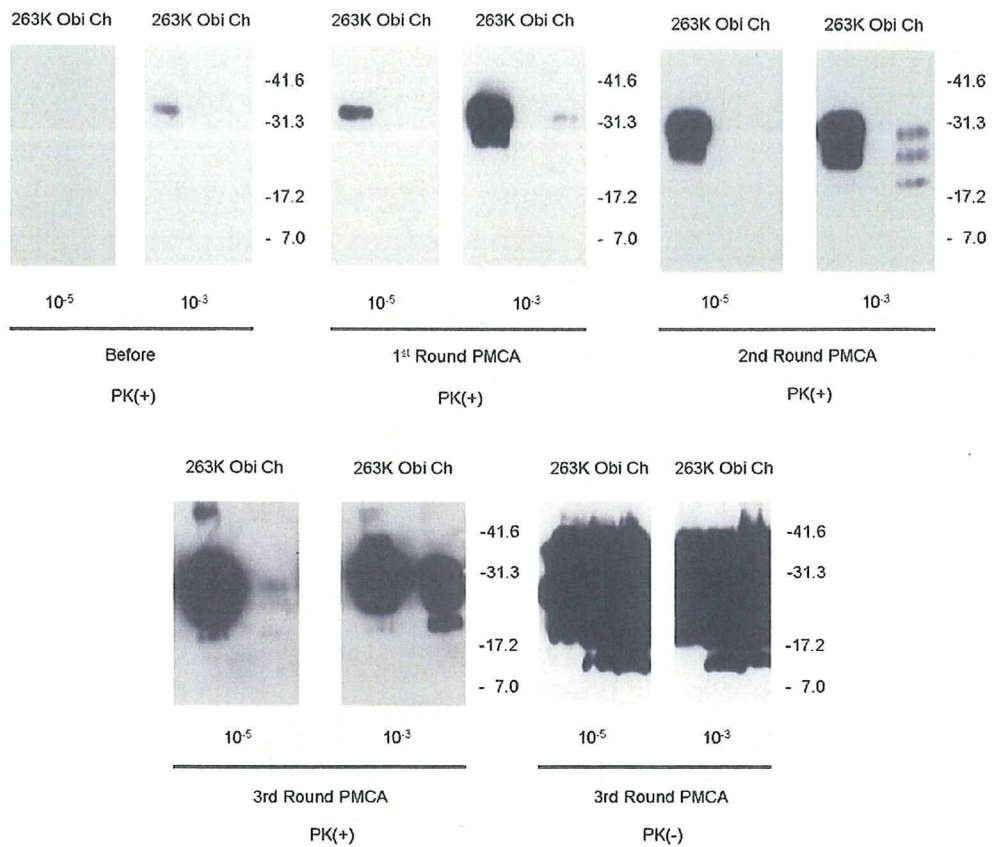 263K Obi Ch 263K Obi Ch 263K Obi Ch 263K Obi Ch 263K Obi Ch 263K Obi Ch
-41.6 -41.6 -41.6
-31.3 -31.3 -31.3
-17.2 -17.2 -17.2
- 7.0 - 7.0 - 7.0
10⁻⁵ 10⁻³ 10⁻⁵ 10⁻³ 10⁻⁵ 10⁻³
Before 1ˢᵗ Round PMCA 2nd Round PMCA
PK(+) PK(+) PK(+)
263K Obi Ch 263K Obi Ch 263K Obi Ch 263K Obi Ch
-41.6 -41.6
-31.3 -31.3
-17.2 -17.2
- 7.0 - 7.0
10⁻⁵ 10⁻³ 10⁻⁵ 10⁻³
3rd Round PMCA 3rd Round PMCA
PK(+) PK(-)